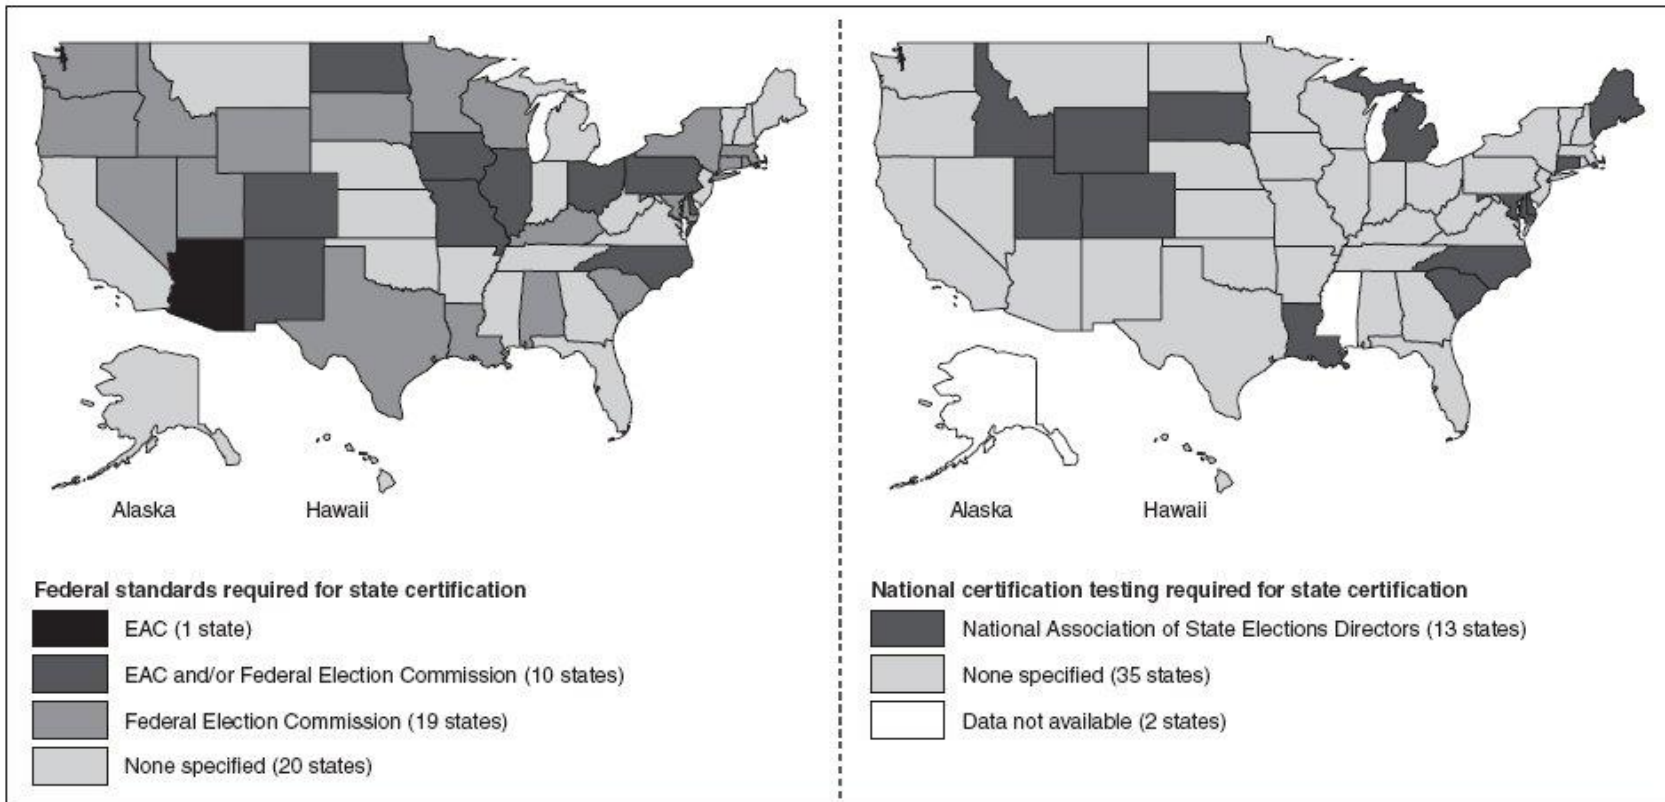 Alaska
Hawaii
Federal standards required for state certification
EAC (1 state)
EAC and/or Federal Election Commission (10 states)
Federal Election Commission (19 states)
None specified (20 states)
Alaska
Hawaii
National certification testing required for state certification
National Association of State Elections Directors (13 states)
None specified (35 states)
Data not available (2 states)